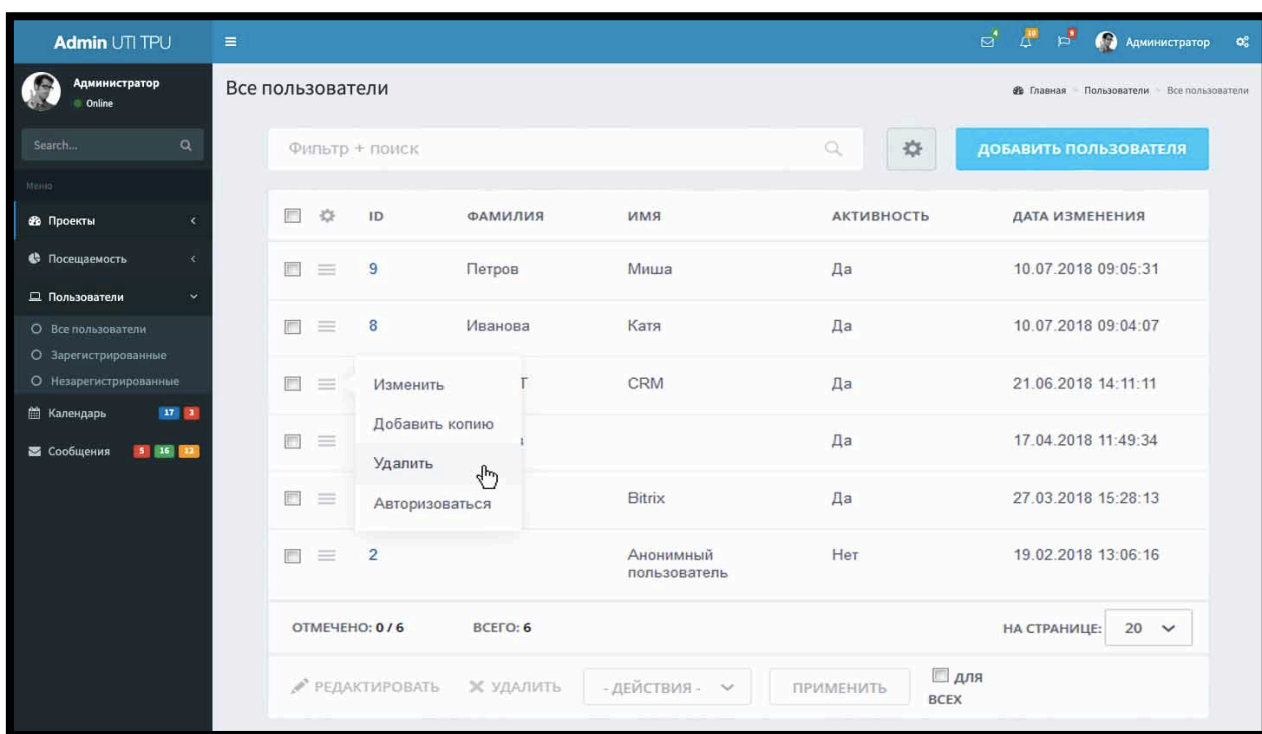 Admin UTI TPU
4
10
9
Администратор
Администратор
Online
Search...
Меню
Проекты
Посещаемость
Пользователи
Все пользователи
Зарегистрированные
Незарегистрированные
Календарь 17 3
Сообщения 5 16 12
Все пользователи
Главная Пользователи Все пользователи
Фильтр + поиск
ДОБАВИТЬ ПОЛЬЗОВАТЕЛЯ
ID ФАМИЛИЯ ИМЯ АКТИВНОСТЬ ДАТА ИЗМЕНЕНИЯ
9 Петров Миша Да 10.07.2018 09:05:31
8 Иванова Катя Да 10.07.2018 09:04:07
CRM Да 21.06.2018 14:11:11
Да 17.04.2018 11:49:34
Bitrix Да 27.03.2018 15:28:13
2 Анонимный Нет 19.02.2018 13:06:16
пользователь
Изменить
Добавить копию
Удалить
Авторизоваться
ОТМЕЧЕНО: 0 / 6 ВСЕГО: 6 НА СТРАНИЦЕ: 20
РЕДАКТИРОВАТЬ УДАЛИТЬ - ДЕЙСТВИЯ - ПРИМЕНИТЬ ДЛЯ
ВСЕХ